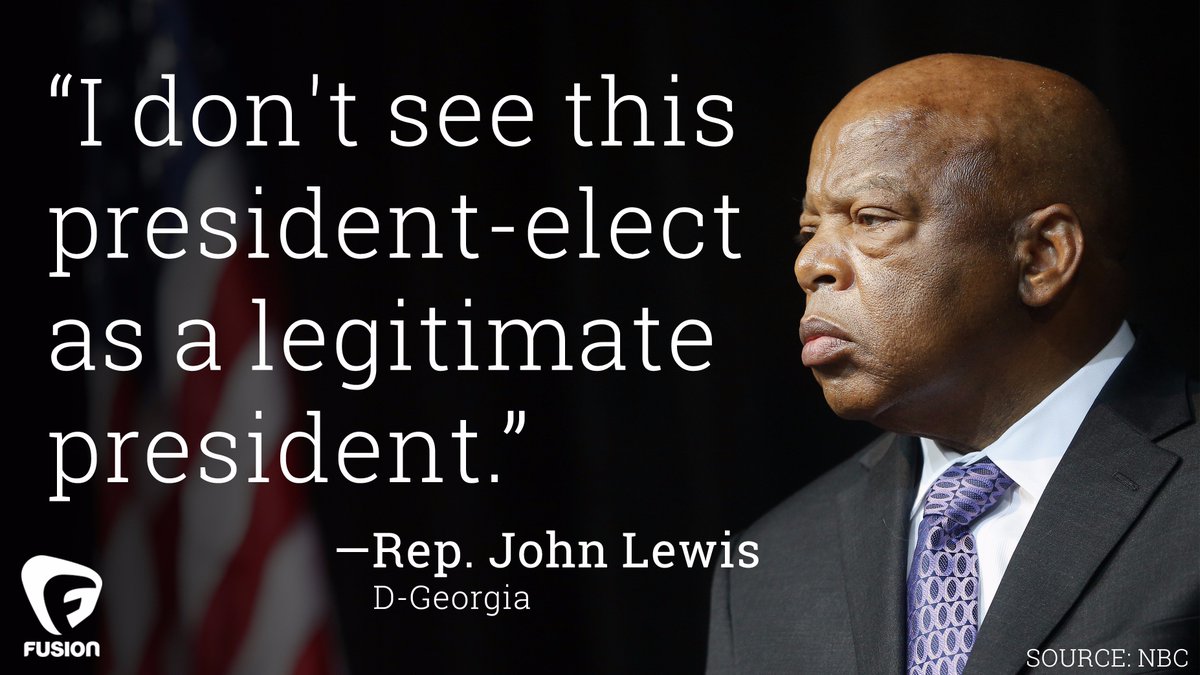 “I don't see this
president-elect
as a legitimate
president.”
—Rep. John Lewis
D-Georgia
FUSION
SOURCE: NBC